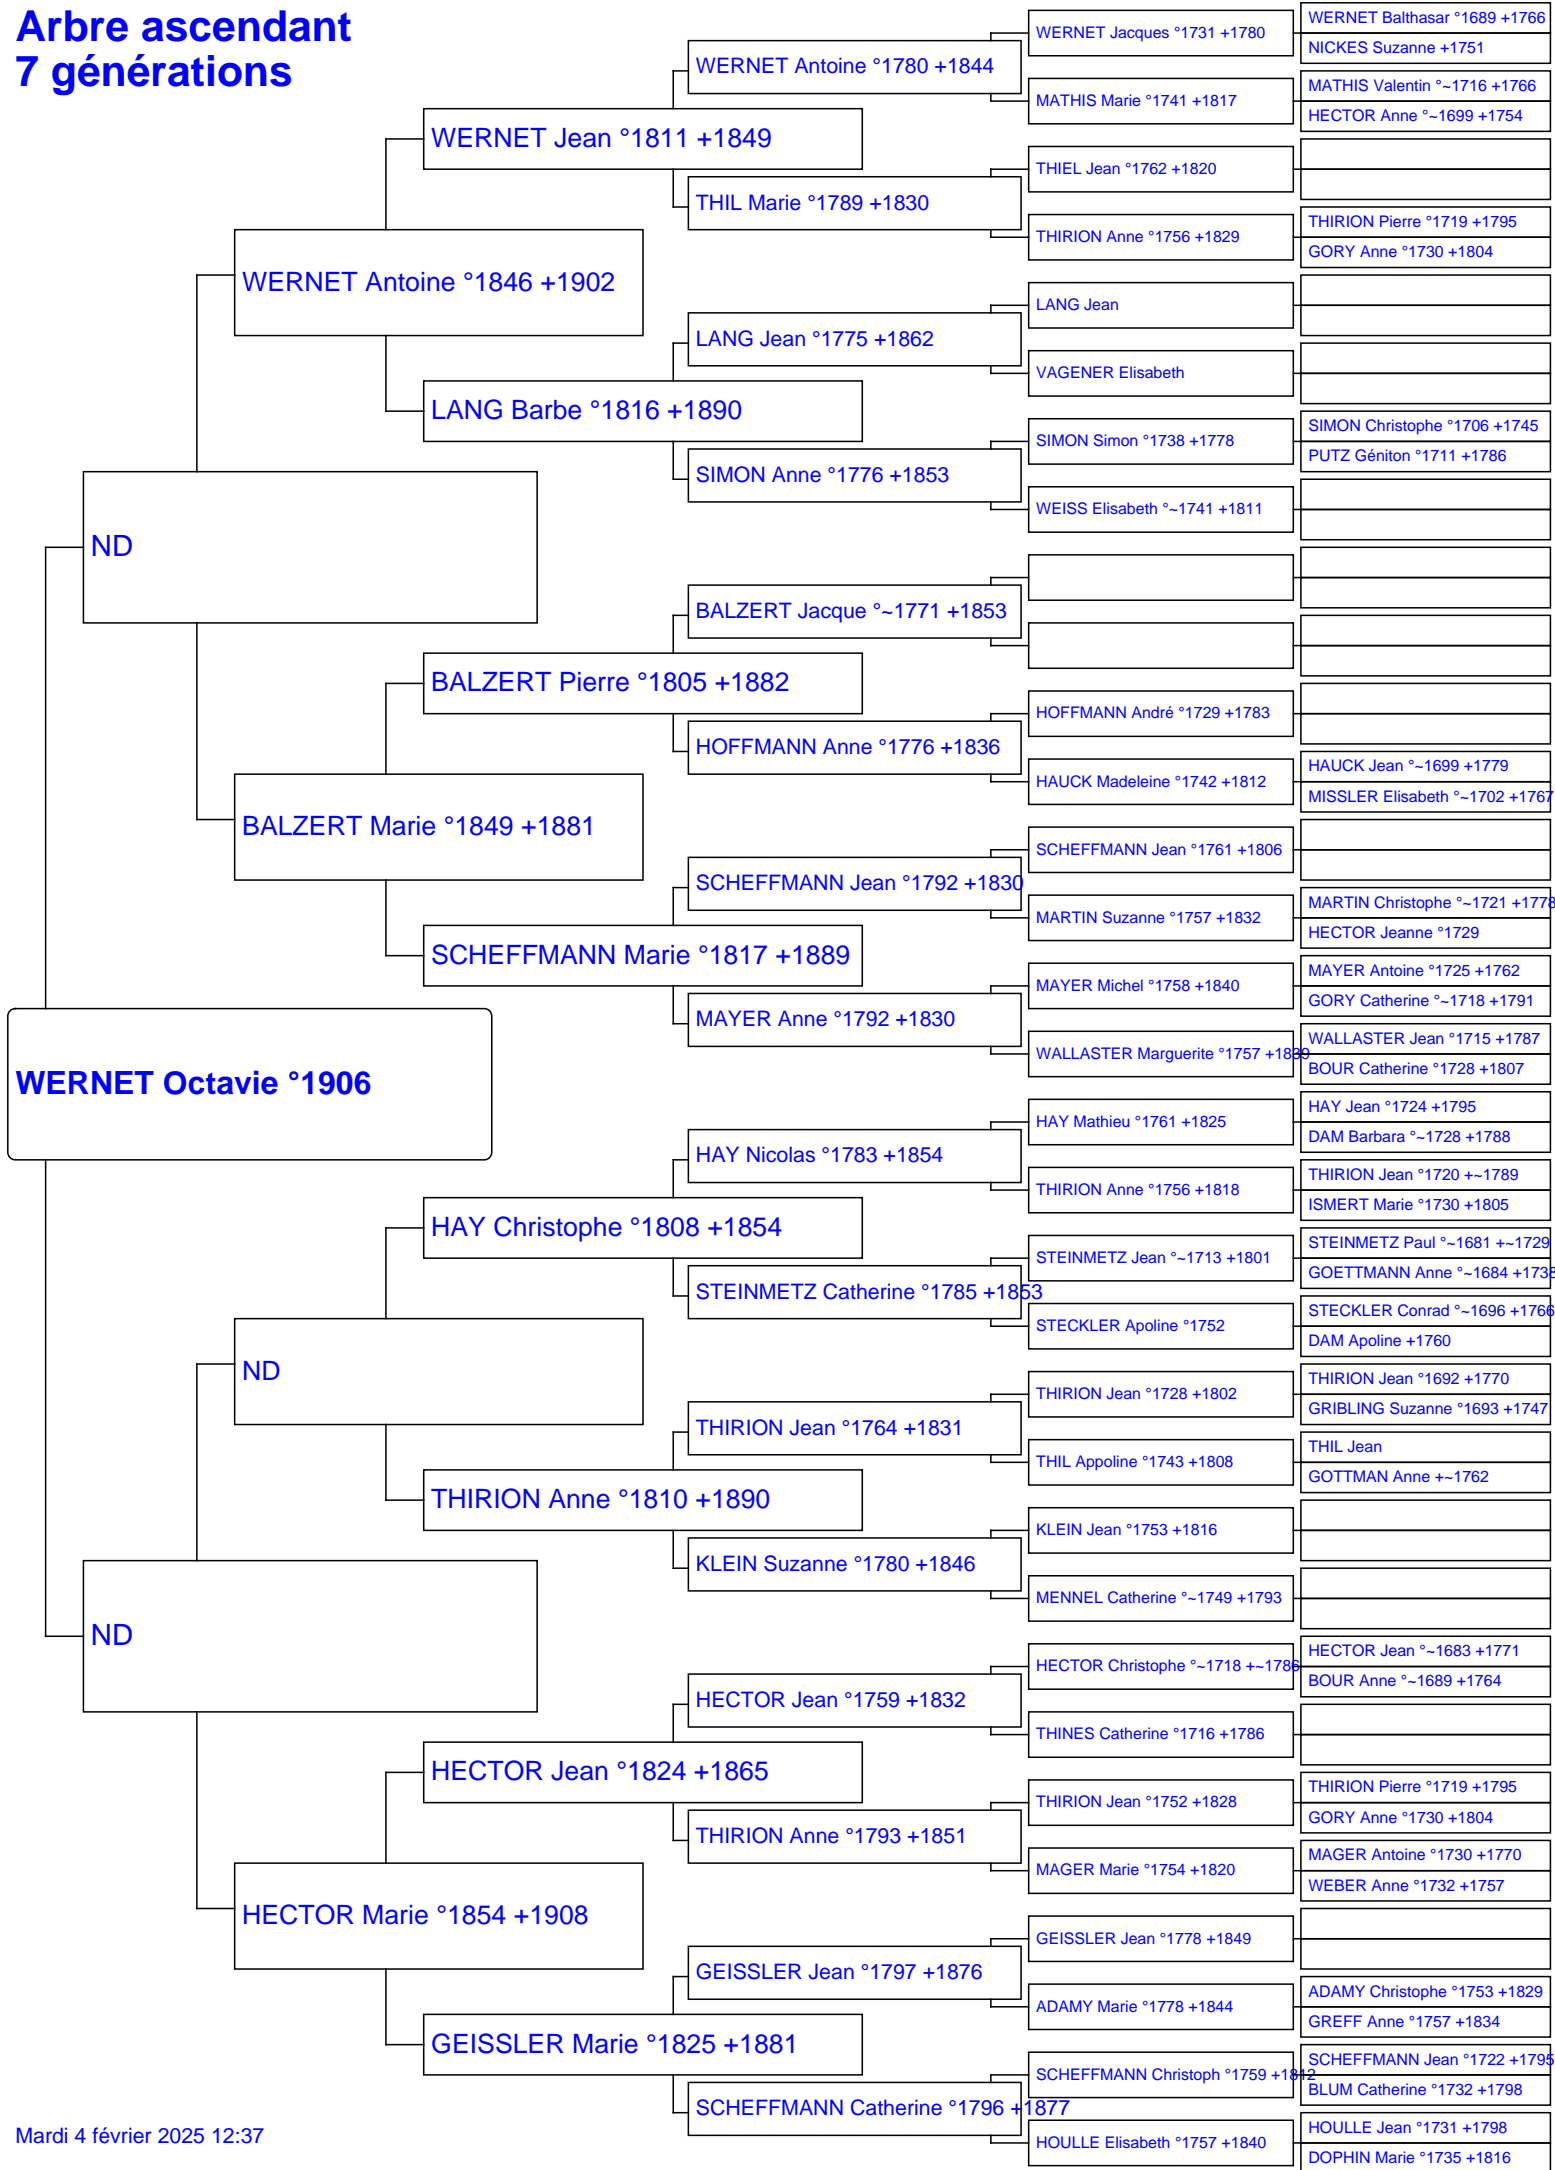 Arbre ascendant
7 générations
WERNET Octavie °1906
ND
ND
WERNET Antoine °1846 +1902
BALZERT Marie °1849 +1881
ND
HECTOR Marie °1854 +1908
WERNET Jean °1811 +1849
LANG Barbe °1816 +1890
BALZERT Pierre °1805 +1882
SCHEFFMANN Marie °1817 +1889
HAY Christophe °1808 +1854
THIRION Anne °1810 +1890
HECTOR Jean °1824 +1865
GEISSLER Marie °1825 +1881
WERNET Antoine °1780 +1844
THIL Marie °1789 +1830
LANG Jean °1775 +1862
SIMON Anne °1776 +1853
BALZERT Jacque °~1771 +1853
HOFFMANN Anne °1776 +1836
SCHEFFMANN Jean °1792 +1830
MAYER Anne °1792 +1830
HAY Nicolas °1783 +1854
STEINMETZ Catherine °1785 +1853
THIRION Jean °1764 +1831
KLEIN Suzanne °1780 +1846
HECTOR Jean °1759 +1832
THIRION Anne °1793 +1851
GEISSLER Jean °1797 +1876
SCHEFFMANN Catherine °1796 +1877
WERNET Jacques °1731 +1780
MATHIS Marie °1741 +1817
THIEL Jean °1762 +1820
THIRION Anne °1756 +1829
LANG Jean
VAGENER Elisabeth
SIMON Simon °1738 +1778
WEISS Elisabeth °~1741 +1811
HOFFMANN André °1729 +1783
HAUCK Madeleine °1742 +1812
SCHEFFMANN Jean °1761 +1806
MARTIN Suzanne °1757 +1832
MAYER Michel °1758 +1840
WALLASTER Marguerite °1757 +1839
HAY Mathieu °1761 +1825
THIRION Anne °1756 +1818
STEINMETZ Jean °~1713 +1801
STECKLER Apoline °1752
THIRION Jean °1728 +1802
THIL Appoline °1743 +1808
KLEIN Jean °1753 +1816
MENNEL Catherine °~1749 +1793
HECTOR Christophe °~1718 +~1786
THINES Catherine °1716 +1786
THIRION Jean °1752 +1828
MAGER Marie °1754 +1820
GEISSLER Jean °1778 +1849
ADAMY Marie °1778 +1844
SCHEFFMANN Christoph °1759 +1812
HOULLE Elisabeth °1757 +1840
WERNET Balthasar °1689 +1766
NICKES Suzanne +1751
MATHIS Valentin °~1716 +1766
HECTOR Anne °~1699 +1754
THIRION Pierre °1719 +1795
GORY Anne °1730 +1804
SIMON Christophe °1706 +1745
PUTZ Géniton °1711 +1786
HAUCK Jean °~1699 +1779
MISSLER Elisabeth °~1702 +1767
MARTIN Christophe °~1721 +1778
HECTOR Jeanne °1729
MAYER Antoine °1725 +1762
GORY Catherine °~1718 +1791
WALLASTER Jean °1715 +1787
BOUR Catherine °1728 +1807
HAY Jean °1724 +1795
DAM Barbara °~1728 +1788
THIRION Jean °1720 +~1789
ISMERT Marie °1730 +1805
STEINMETZ Paul °~1681 +~1729
GOETTMANN Anne °~1684 +1738
STECKLER Conrad °~1696 +1766
DAM Apoline +1760
THIRION Jean °1692 +1770
GRIBLING Suzanne °1693 +1747
THIL Jean
GOTTMAN Anne +~1762
HECTOR Jean °~1683 +1771
BOUR Anne °~1689 +1764
THIRION Pierre °1719 +1795
GORY Anne °1730 +1804
MAGER Antoine °1730 +1770
WEBER Anne °1732 +1757
ADAMY Christophe °1753 +1829
GREFF Anne °1757 +1834
SCHEFFMANN Jean °1722 +1795
BLUM Catherine °1732 +1798
HOULLE Jean °1731 +1798
DOPHIN Marie °1735 +1816
Mardi 4 février 2025 12:37